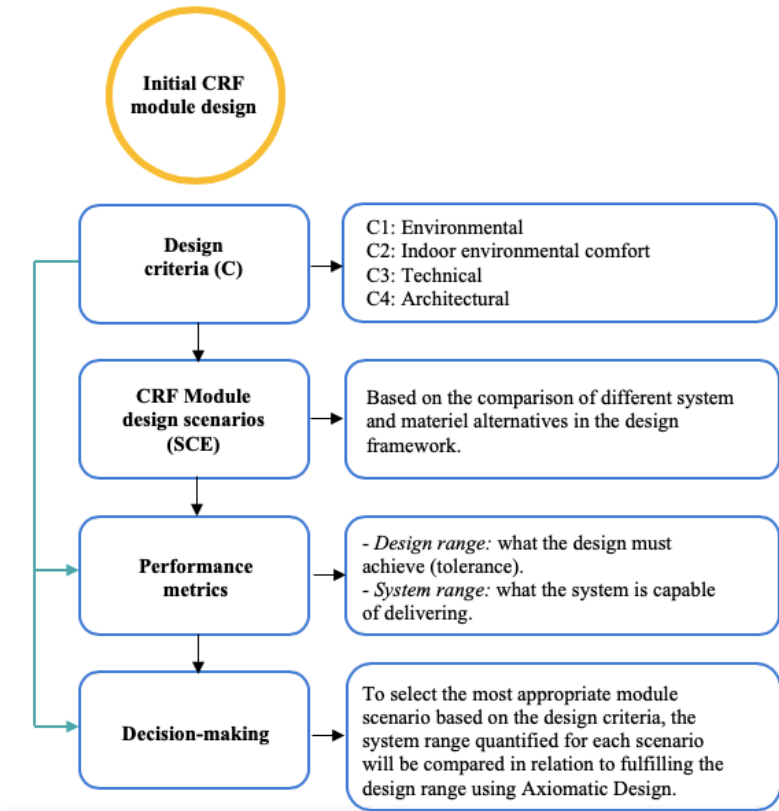 Initial CRF
module design
Design
criteria (C)
C1: Environmental
C2: Indoor environmental comfort
C3: Technical
C4: Architectural
CRF Module
design scenarios
(SCE)
Based on the comparison of different system
and materiel alternatives in the design
framework.
Performance
metrics
- Design range: what the design must
achieve (tolerance).
- System range: what the system is capable
of delivering.
Decision-making
To select the most appropriate module
scenario based on the design criteria, the
system range quantified for each scenario
will be compared in relation to fulfilling the
design range using Axiomatic Design.